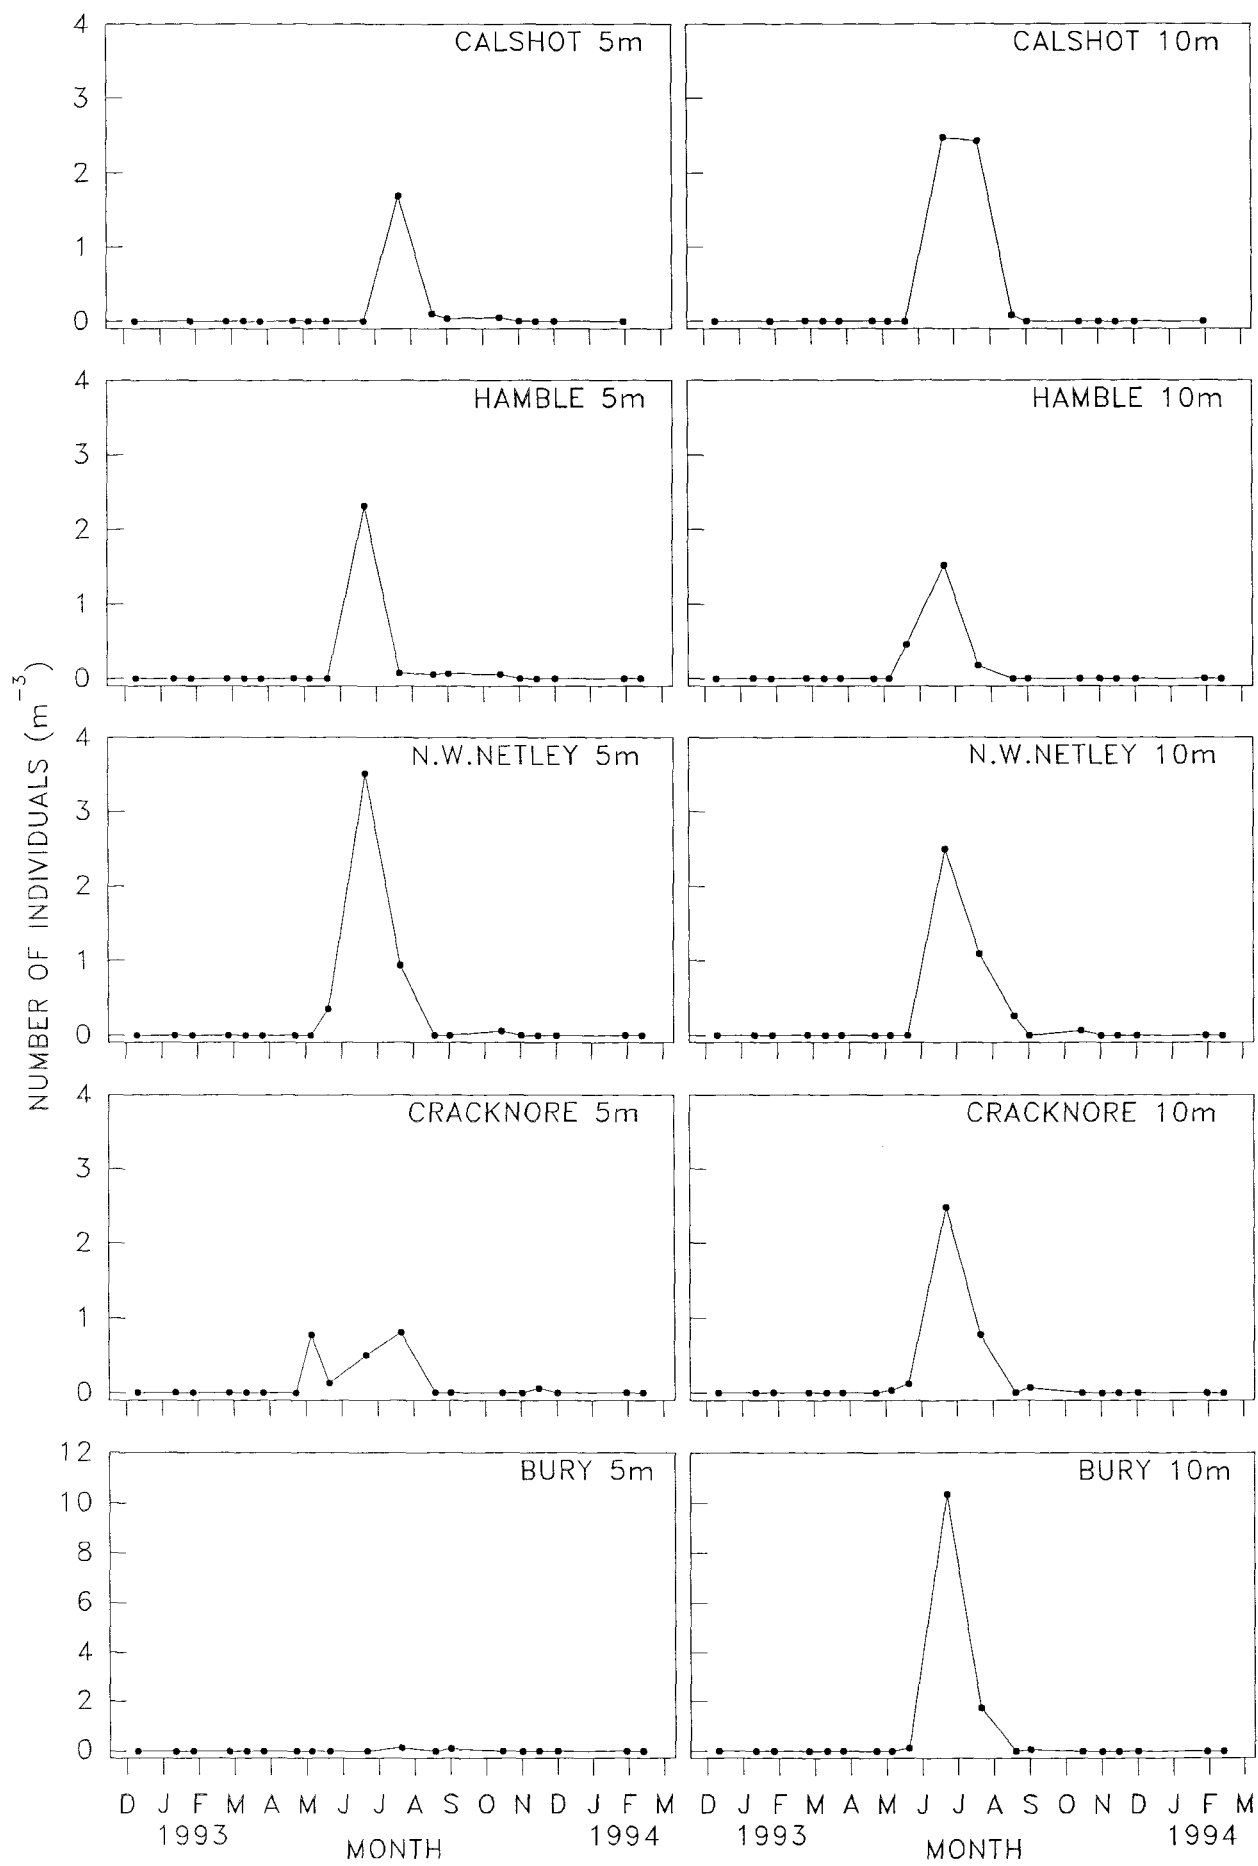 4 CALSHOT 5m CALSHOT 10m
3
2
1
0
4 HAMBLE 5m HAMBLE 10m
3
2
1
0
NUMBER OF INDIVIDUALS (m⁻³)
4 N.W.NETLEY 5m N.W.NETLEY 10m
3
2
1
0
4 CRACKNORE 5m CRACKNORE 10m
3
2
1
0
12 BURY 5m BURY 10m
10
8
6
4
2
0
D J F M A M J J A S O N D J F M D J F M A M J J A S O N D J F M
1993 MONTH 1994 1993 MONTH 1994